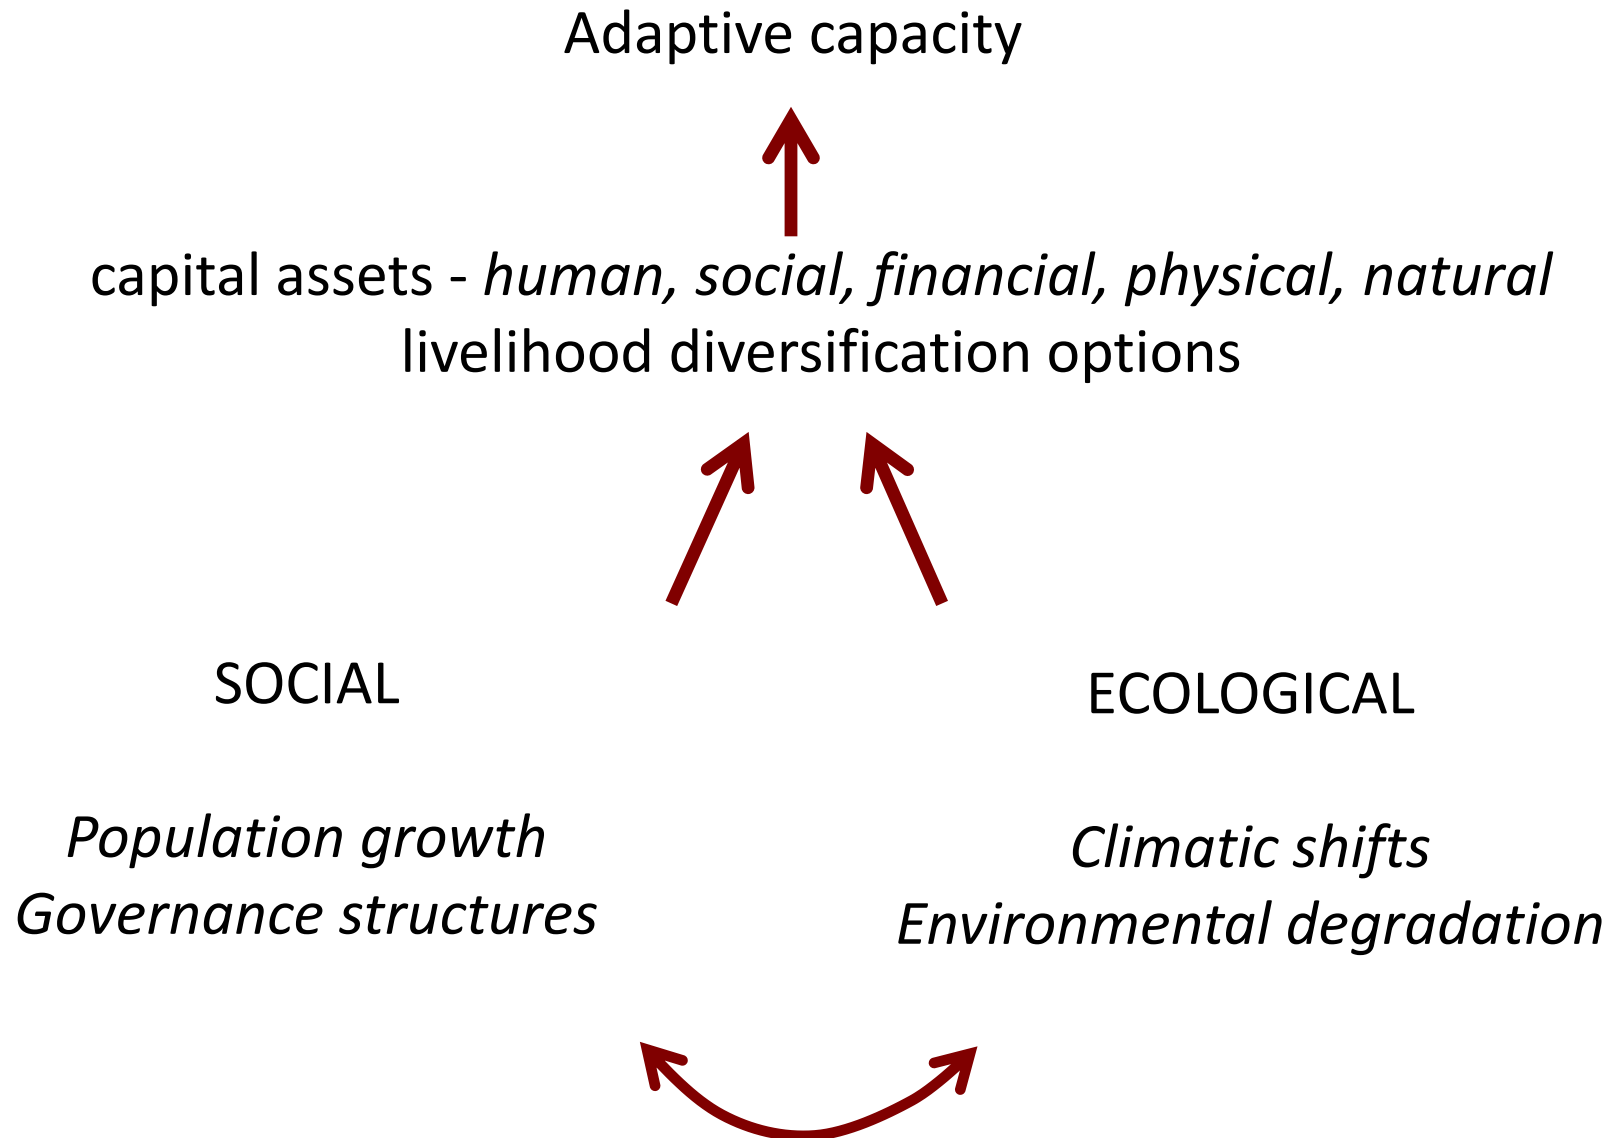 Adaptive capacity
capital assets - human, social, financial, physical, natural
livelihood diversification options
SOCIAL
ECOLOGICAL
Population growth
Governance structures
Climatic shifts
Environmental degradation